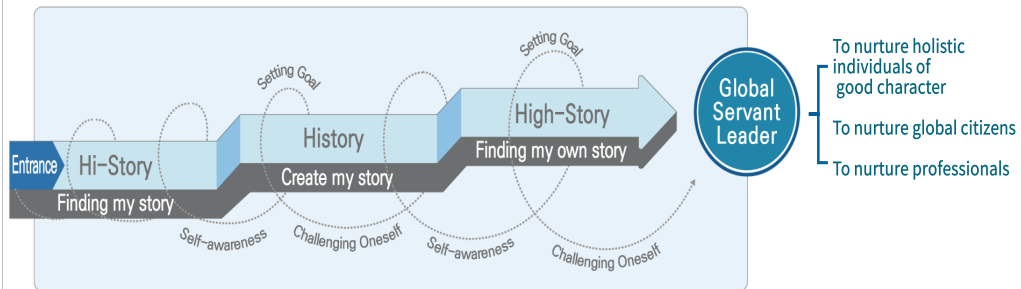 Entrance
Hi-Story
Finding my story
Self-awareness
Setting Goal
History
Create my story
Challenging Oneself
Self-awareness
Setting Goal
High-Story
Finding my own story
Challenging Oneself
Global
Servant
Leader
To nurture holistic
individuals of
good character
To nurture global citizens
To nurture professionals